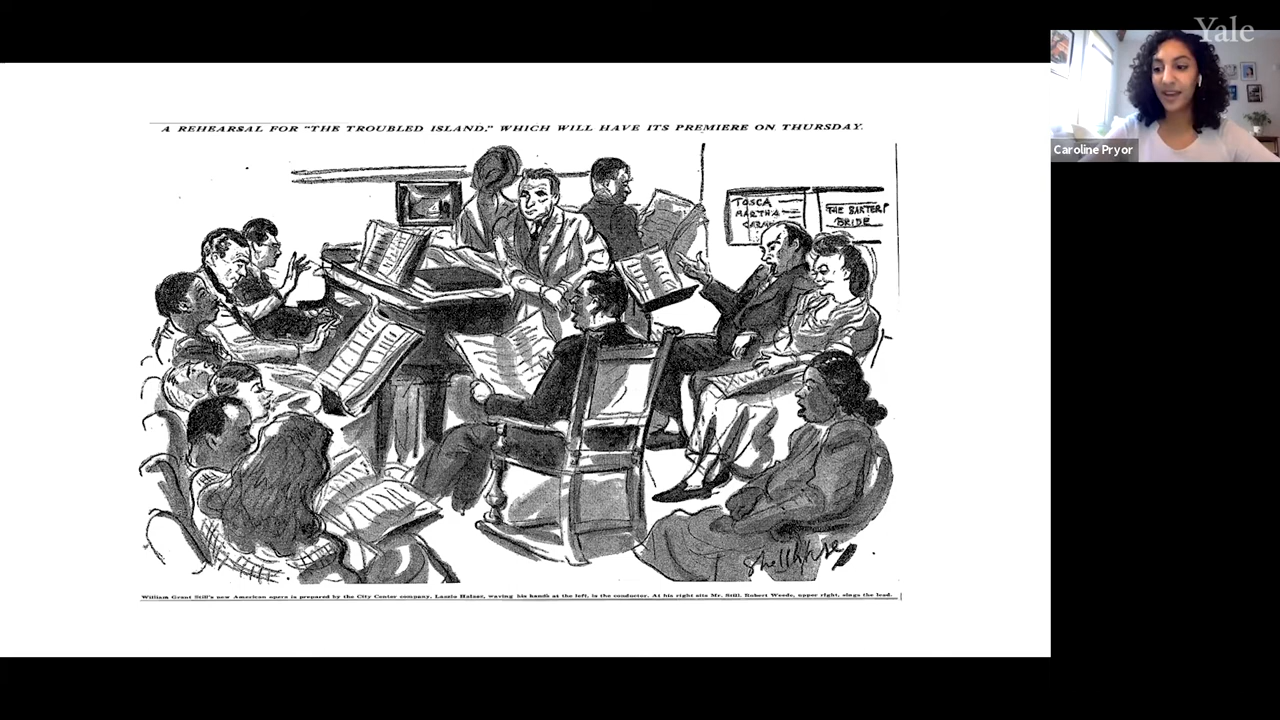 Yale
Caroline Pryor
A REHEARSAL FOR "THE TROUBLED ISLAND." WHICH WILL HAVE ITS PREMIERE ON THURSDAY.
TOSCA
MARTHA
CARMEN
THE BARTERD
BRIDE
William Grant Still's new American opera is prepared by the City Center company. Laszlo Halasz, waving his hands at the left, is the conductor. At his right sits Mr. Still. Robert Weede, upper right, sings the lead.